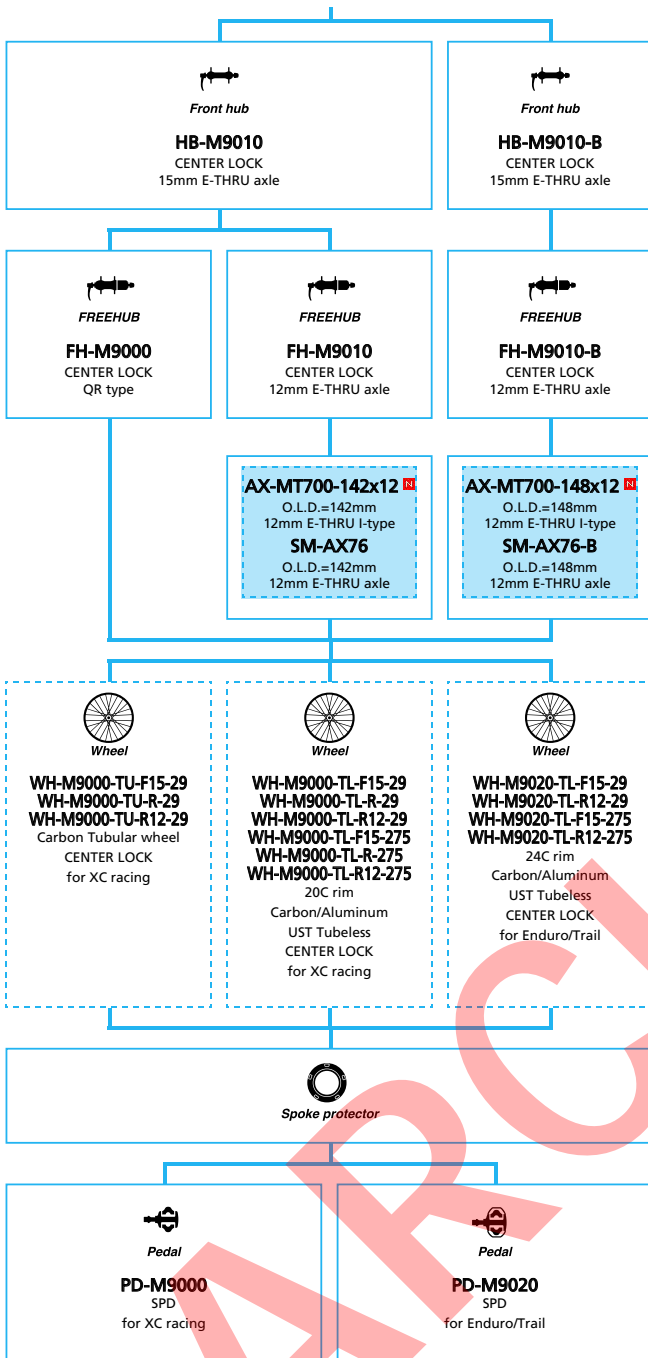 Front hub
HB-M9010
CENTER LOCK
15mm E-THRU axle
Front hub
HB-M9010-B
CENTER LOCK
15mm E-THRU axle
FREEHUB
FH-M9000
CENTER LOCK
QR type
FREEHUB
FH-M9010
CENTER LOCK
12mm E-THRU axle
FREEHUB
FH-M9010-B
CENTER LOCK
12mm E-THRU axle
AX-MT700-142x12 N
O.L.D.=142mm
12mm E-THRU I-type
SM-AX76
O.L.D.=142mm
12mm E-THRU axle
AX-MT700-148x12 N
O.L.D.=148mm
12mm E-THRU I-type
SM-AX76-B
O.L.D.=148mm
12mm E-THRU axle
Wheel
WH-M9000-TU-F15-29
WH-M9000-TU-R-29
WH-M9000-TU-R12-29
Carbon Tubular wheel
CENTER LOCK
for XC racing
Wheel
WH-M9000-TL-F15-29
WH-M9000-TL-R-29
WH-M9000-TL-R12-29
WH-M9000-TL-F15-275
WH-M9000-TL-R-275
WH-M9000-TL-R12-275
20C rim
Carbon/Aluminum
UST Tubeless
CENTER LOCK
for XC racing
Wheel
WH-M9020-TL-F15-29
WH-M9020-TL-R12-29
WH-M9020-TL-F15-275
WH-M9020-TL-R12-275
24C rim
Carbon/Aluminum
UST Tubeless
CENTER LOCK
for Enduro/Trail
Spoke protector
Pedal
PD-M9000
SPD
for XC racing
Pedal
PD-M9020
SPD
for Enduro/Trail